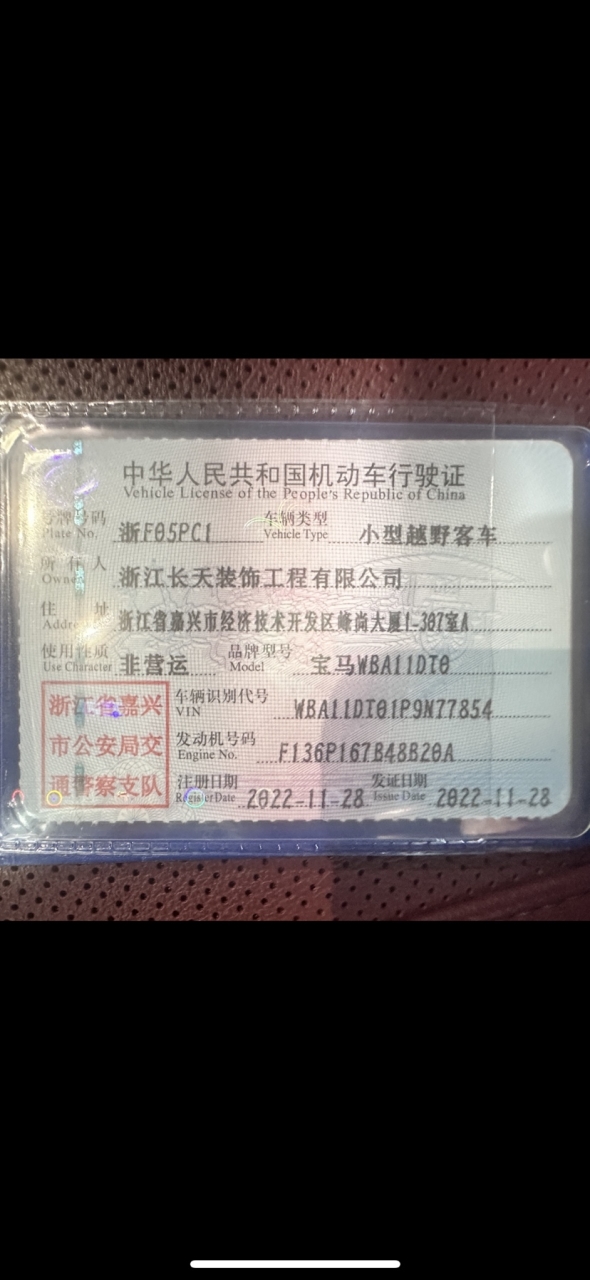 中华人民共和国机动车行驶证
Vehicle License of the People's Republic of China
号牌号码 浙F05PC1 车辆类型 小型越野客车
Plate No. Vehicle Type
所有人 浙江长天装饰工程有限公司
Owner
住址 浙江省嘉兴市经济技术开发区峰尚大厦1-307室A
Address
使用性质 非营运 品牌型号 宝马WBA11DT0
Use Character Model
浙江省嘉兴
市公安局交
通警察支队
车辆识别代号 WBA11DT01P9N77854
VIN
发动机号码 F136P167B48B20A
Engine No.
注册日期 2022-11-28 发证日期 2022-11-28
Register Date Issue Date